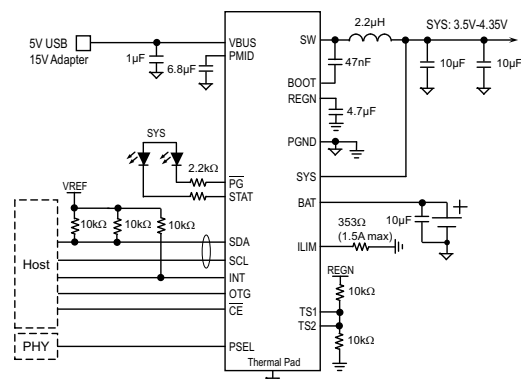 5V USB
15V Adapter
1μF
6.8μF
VBUS
PMID
SW
2.2μH
SYS: 3.5V-4.35V
47nF
10μF
10μF
BOOT
REGN
4.7μF
PGND
SYS
SYS
2.2kΩ
PG
STAT
VREF
10kΩ
10kΩ
10kΩ
BAT
10μF
353Ω
(1.5A max)
ILIM
Host
SDA
SCL
INT
OTG
CE
REGN
10kΩ
TS1
TS2
10kΩ
PHY
PSEL
Thermal Pad